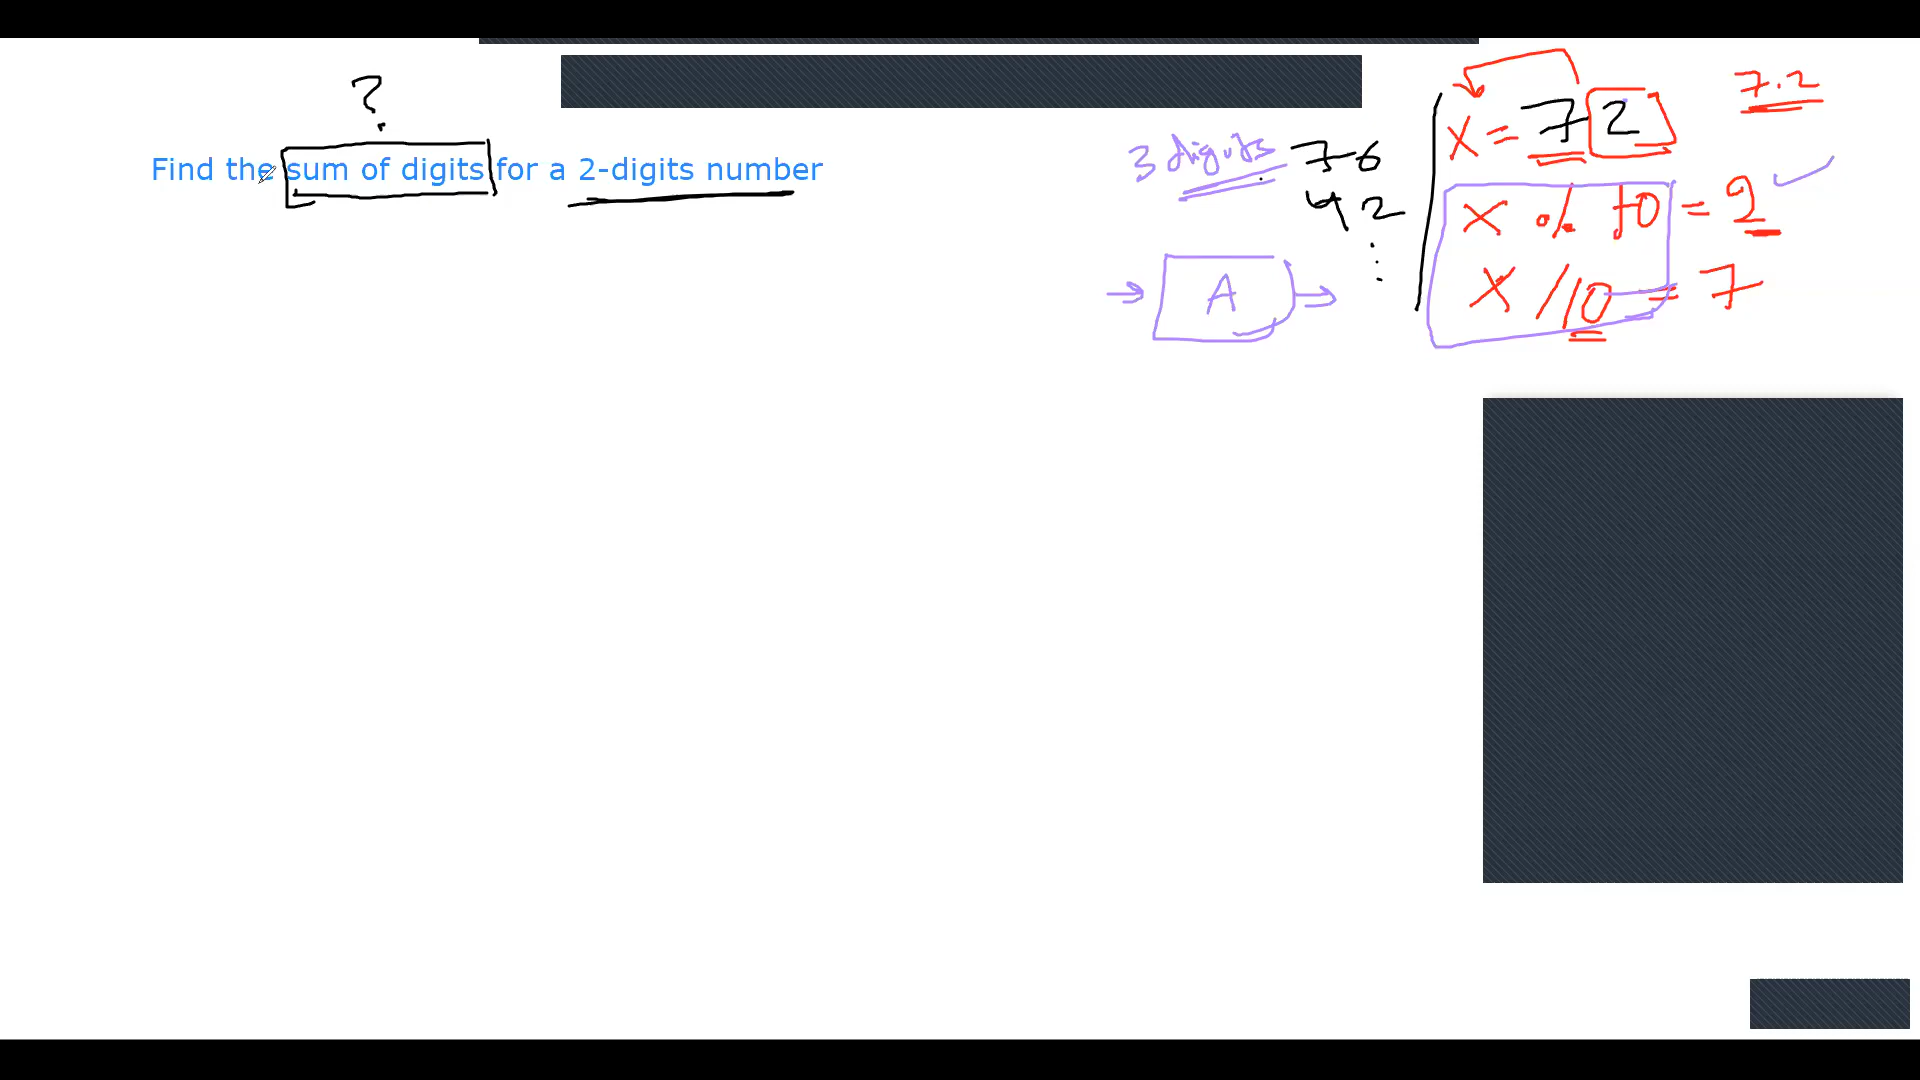 ?
Find the sum of digits for a 2-digits number
3 digits
76
42
A
x = 72
7.2
x % 10 = 2
x / 10 = 7